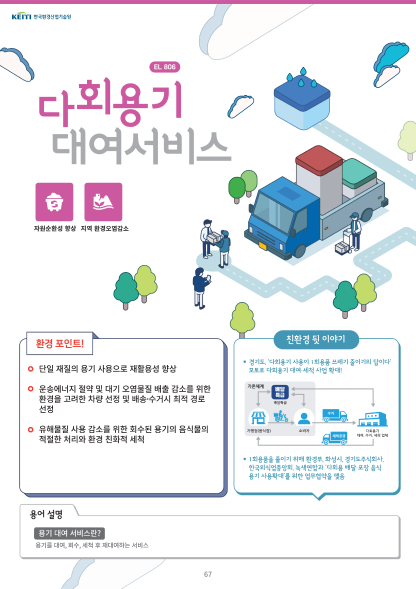 KEITI 한국환경산업기술원
EL 806
다회용기
대여서비스
자원순환성 향상
지역 환경오염감소
환경 포인트!
단일 재질의 용기 사용으로 재활용성 향상
운송에너지 절약 및 대기 오염물질 배출 감소를 위한
환경을 고려한 차량 선정 및 배송·수거시 최적 경로
선정
유해물질 사용 감소를 위한 회수된 용기의 음식물의
적절한 처리와 환경 친화적 세척
친환경 뒷 이야기
경기도, '다회용기 사용이 1회용품 쓰레기 줄이기의 답이다'
모토로 다회용기 대여·세척 사업 확대!
기존체계
배달특급
가맹점(음식점)
소비자
수거
다회용기
대여, 수거, 세척 업체
1회용품을 줄이기 위해 환경부, 화성시, 경기도주식회사,
한국외식업중앙회, 녹색연합과 '다회용 배달 포장 음식
용기 사용확대'를 위한 업무협약을 맺음
용어 설명
용기 대여 서비스란?
용기를 대여, 회수, 세척 후 재대여하는 서비스
67